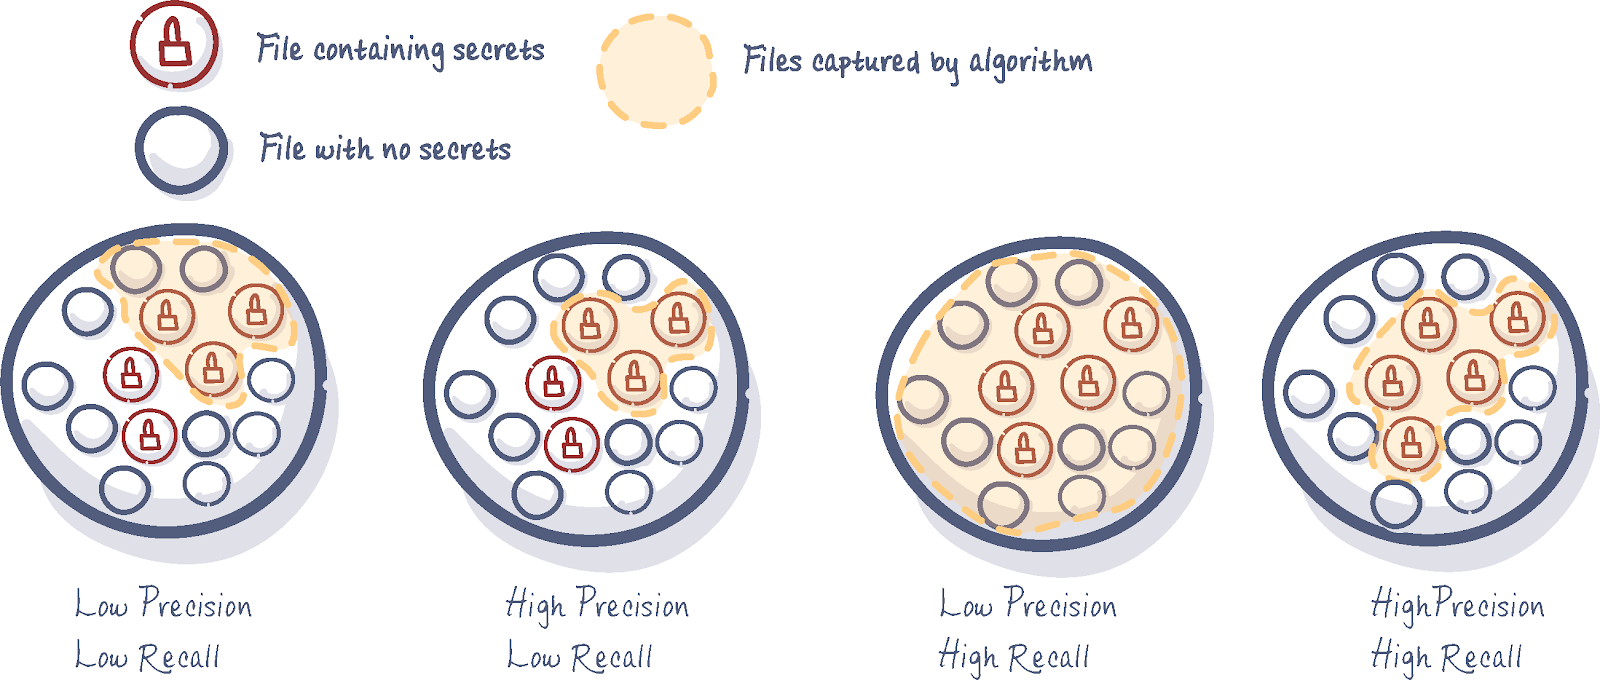 File containing secrets
Files captured by algorithm
File with no secrets
Low Precision
Low Recall
High Precision
Low Recall
Low Precision
High Recall
HighPrecision
High Recall